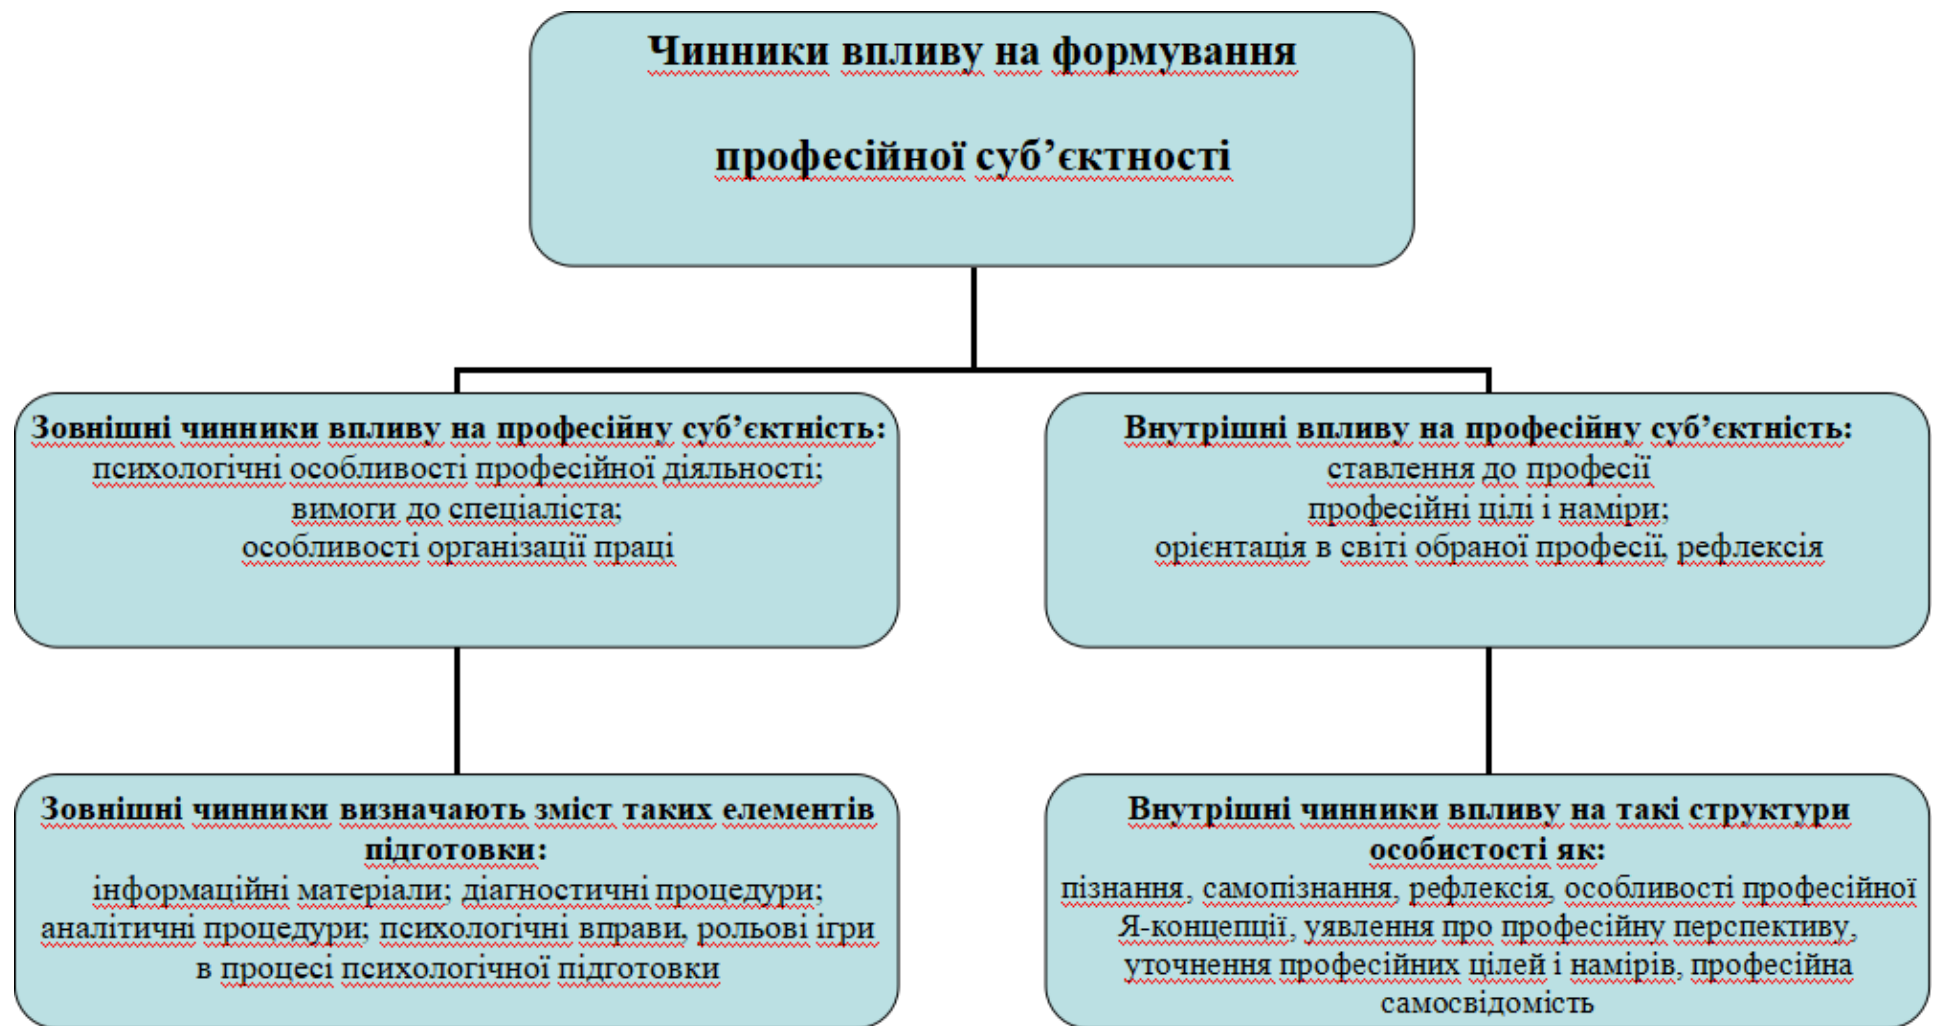 Чинники впливу на формування
професійної суб’єктності
Зовнішні чинники впливу на професійну суб’єктність:
психологічні особливості професійної діяльності;
вимоги до спеціаліста;
особливості організації праці
Внутрішні впливу на професійну суб’єктність:
ставлення до професії
професійні цілі і наміри;
орієнтація в світі обраної професії, рефлексія
Зовнішні чинники визначають зміст таких елементів
підготовки:
інформаційні матеріали; діагностичні процедури;
аналітичні процедури; психологічні вправи, рольові ігри
в процесі психологічної підготовки
Внутрішні чинники впливу на такі структури
особистості як:
пізнання, самопізнання, рефлексія, особливості професійної
Я-концепції, уявлення про професійну перспективу,
уточнення професійних цілей і намірів, професійна
самосвідомість